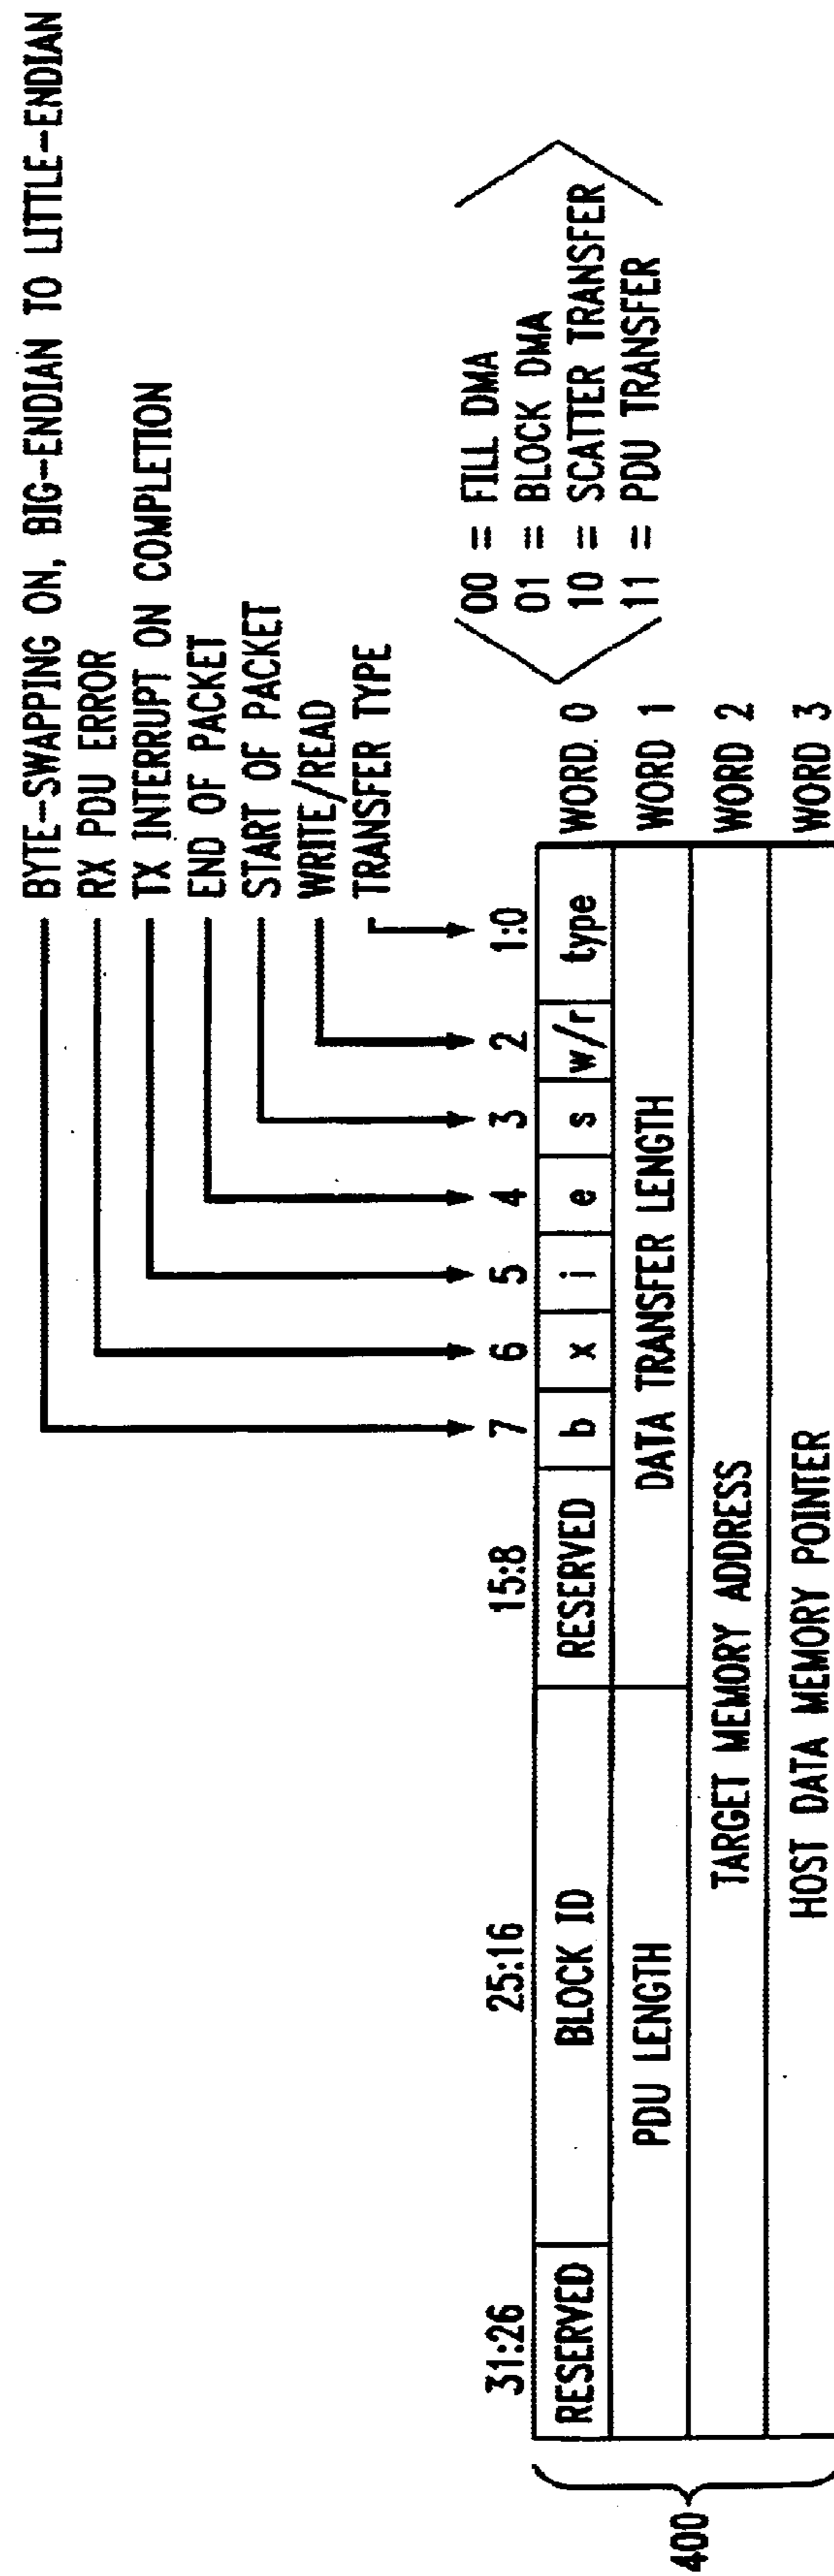 BYTE-SWAPPING ON, BIG-ENDIAN TO LITTLE-ENDIAN
RX PDU ERROR
TX INTERRUPT ON COMPLETION
END OF PACKET
START OF PACKET
WRITE/READ
TRANSFER TYPE
00 = FILL DMA
01 = BLOCK DMA
10 = SCATTER TRANSFER
11 = PDU TRANSFER
31:26 25:16 15:8 7 6 5 4 3 2 1:0
RESERVED BLOCK ID RESERVED b x i e s w/r type WORD 0
PDU LENGTH DATA TRANSFER LENGTH WORD 1
TARGET MEMORY ADDRESS WORD 2
HOST DATA MEMORY POINTER WORD 3
400